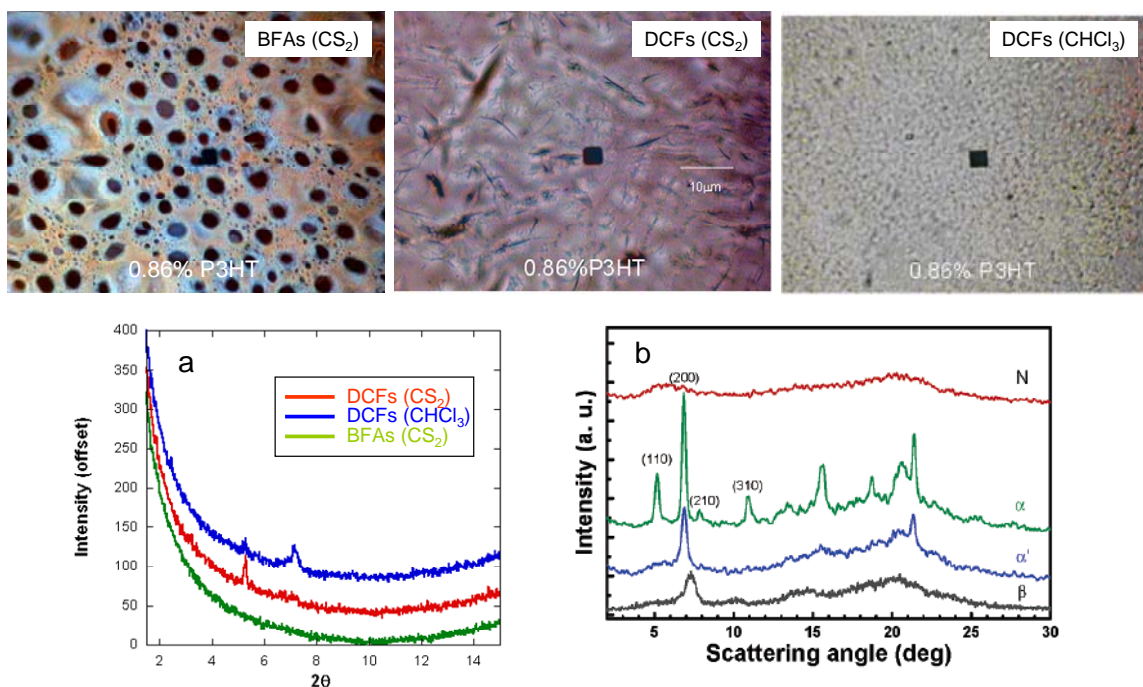 BFAs (CS₂)
0.86% P3HT
DCFs (CS₂)
10μm
0.86%P3HT
DCFs (CHCl₃)
0.86% P3HT
a
400
350
300
250
200
150
100
50
0
DCFs (CS₂)
DCFs (CHCl₃)
BFAs (CS₂)
Intensity (offset)
2 4 6 8 10 12 14
2θ
b
N
(200)
(110)
(210)
(310)
α
α'
β
Intensity (a. u.)
5 10 15 20 25 30
Scattering angle (deg)